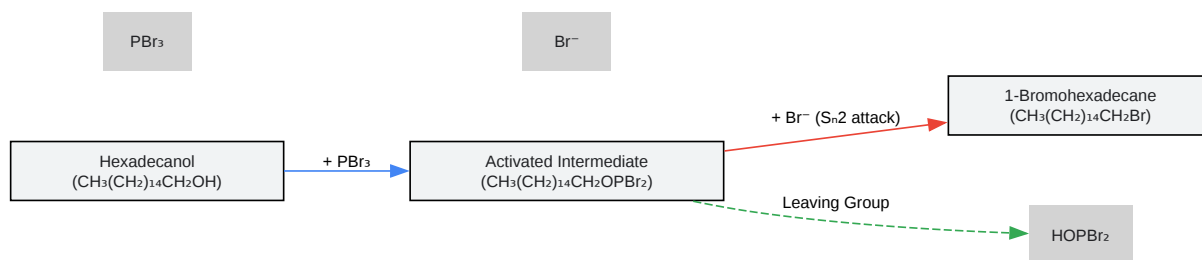 PBr₃
Br⁻
Hexadecanol
(CH₃(CH₂)₁₄CH₂OH)
+ PBr₃
Activated Intermediate
(CH₃(CH₂)₁₄CH₂OPBr₂)
+ Br⁻ (Sₙ2 attack)
1-Bromohexadecane
(CH₃(CH₂)₁₄CH₂Br)
Leaving Group
HOPBr₂